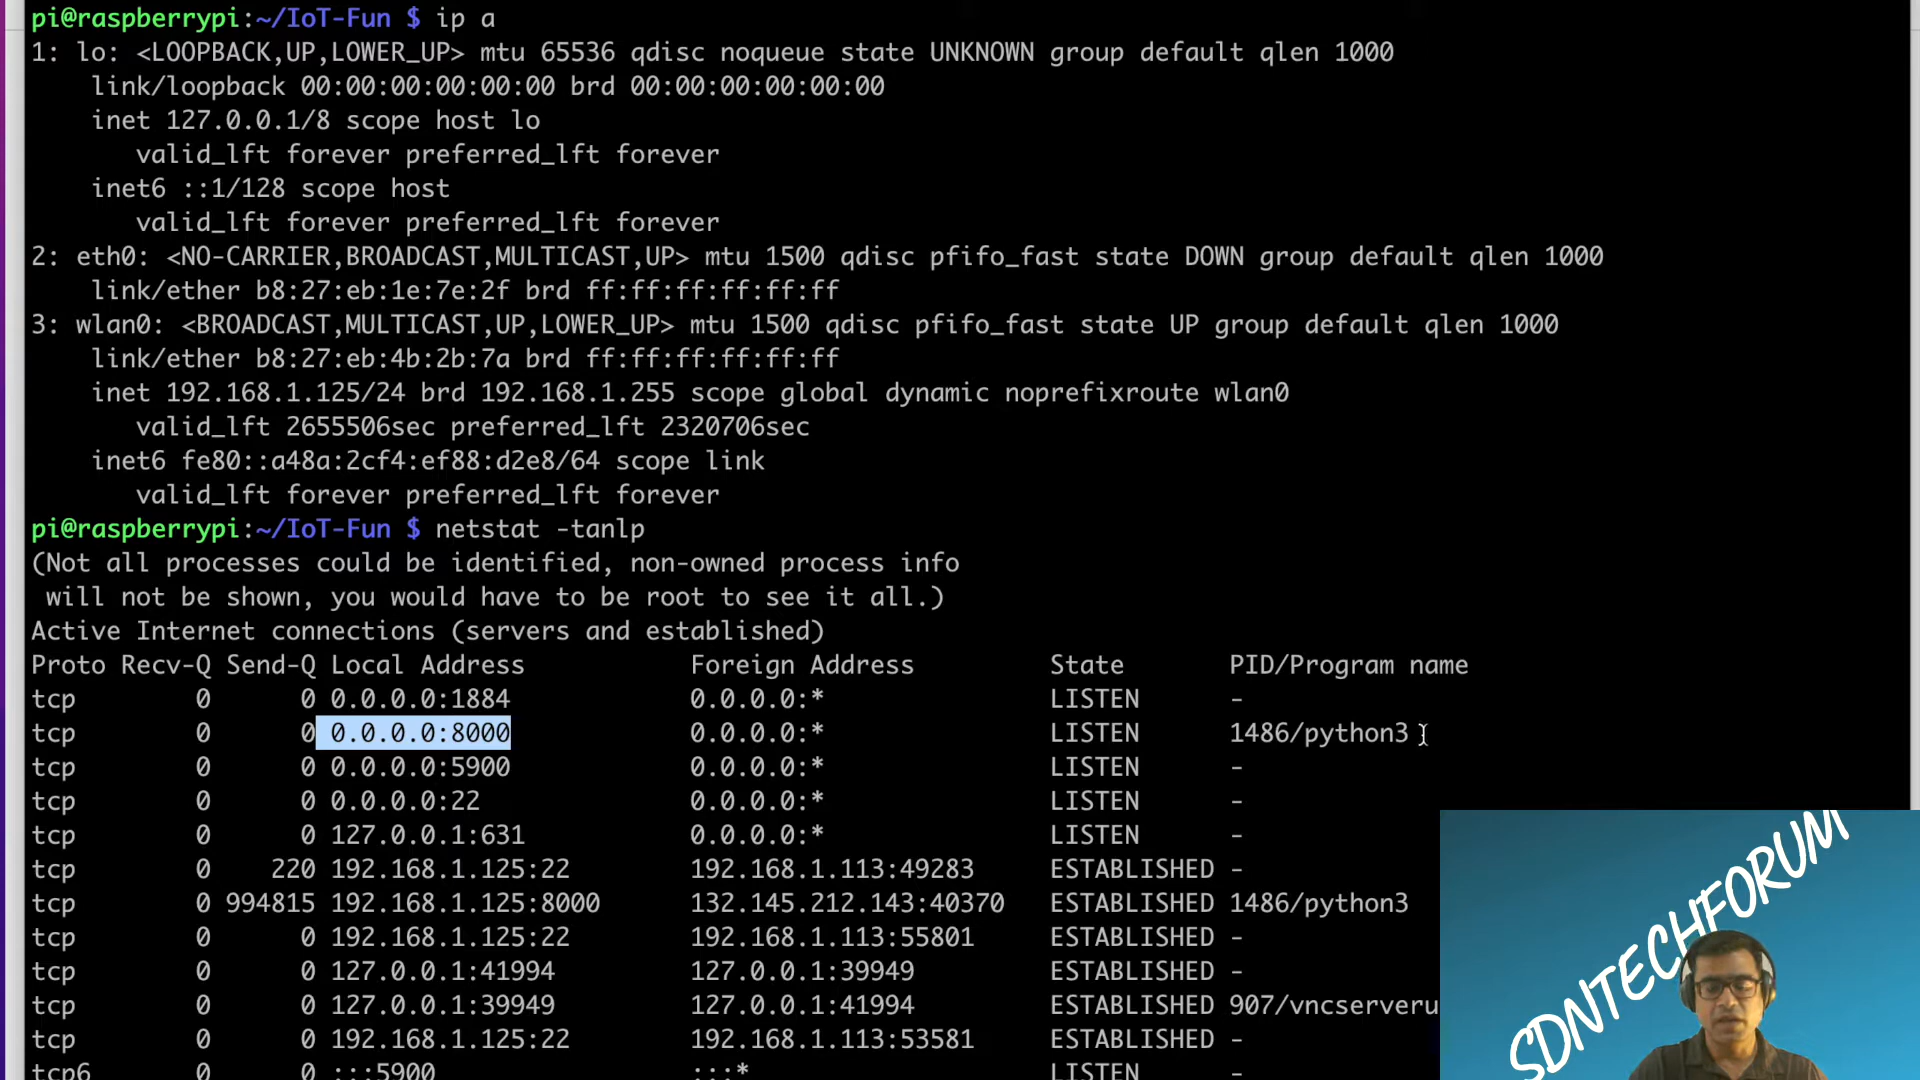 pi@raspberrypi:~/IoT-Fun $ ip a
1: lo: <LOOPBACK,UP,LOWER_UP> mtu 65536 qdisc noqueue state UNKNOWN group default qlen 1000
    link/loopback 00:00:00:00:00:00 brd 00:00:00:00:00:00
    inet 127.0.0.1/8 scope host lo
       valid_lft forever preferred_lft forever
    inet6 ::1/128 scope host
       valid_lft forever preferred_lft forever
2: eth0: <NO-CARRIER,BROADCAST,MULTICAST,UP> mtu 1500 qdisc pfifo_fast state DOWN group default qlen 1000
    link/ether b8:27:eb:1e:7e:2f brd ff:ff:ff:ff:ff:ff
3: wlan0: <BROADCAST,MULTICAST,UP,LOWER_UP> mtu 1500 qdisc pfifo_fast state UP group default qlen 1000
    link/ether b8:27:eb:4b:2b:7a brd ff:ff:ff:ff:ff:ff
    inet 192.168.1.125/24 brd 192.168.1.255 scope global dynamic noprefixroute wlan0
       valid_lft 2655506sec preferred_lft 2320706sec
    inet6 fe80::a48a:2cf4:ef88:d2e8/64 scope link
       valid_lft forever preferred_lft forever
pi@raspberrypi:~/IoT-Fun $ netstat -tanlp
(Not all processes could be identified, non-owned process info
 will not be shown, you would have to be root to see it all.)
Active Internet connections (servers and established)
Proto Recv-Q Send-Q Local Address           Foreign Address         State       PID/Program name
tcp        0      0 0.0.0.0:1884            0.0.0.0:*               LISTEN      -
tcp        0      0 0.0.0.0:8000            0.0.0.0:*               LISTEN      1486/python3
tcp        0      0 0.0.0.0:5900            0.0.0.0:*               LISTEN      -
tcp        0      0 0.0.0.0:22              0.0.0.0:*               LISTEN      -
tcp        0      0 127.0.0.1:631           0.0.0.0:*               LISTEN      -
tcp        0    220 192.168.1.125:22        192.168.1.113:49283     ESTABLISHED -
tcp        0 994815 192.168.1.125:8000      132.145.212.143:40370   ESTABLISHED 1486/python3
tcp        0      0 192.168.1.125:22        192.168.1.113:55801     ESTABLISHED -
tcp        0      0 127.0.0.1:41994         127.0.0.1:39949         ESTABLISHED -
tcp        0      0 127.0.0.1:39949         127.0.0.1:41994         ESTABLISHED 907/vncserveru
tcp        0      0 192.168.1.125:22        192.168.1.113:53581     ESTABLISHED -
tcp6       0      0 :::5900                 :::*                    LISTEN      -
SDNTECHFORUM